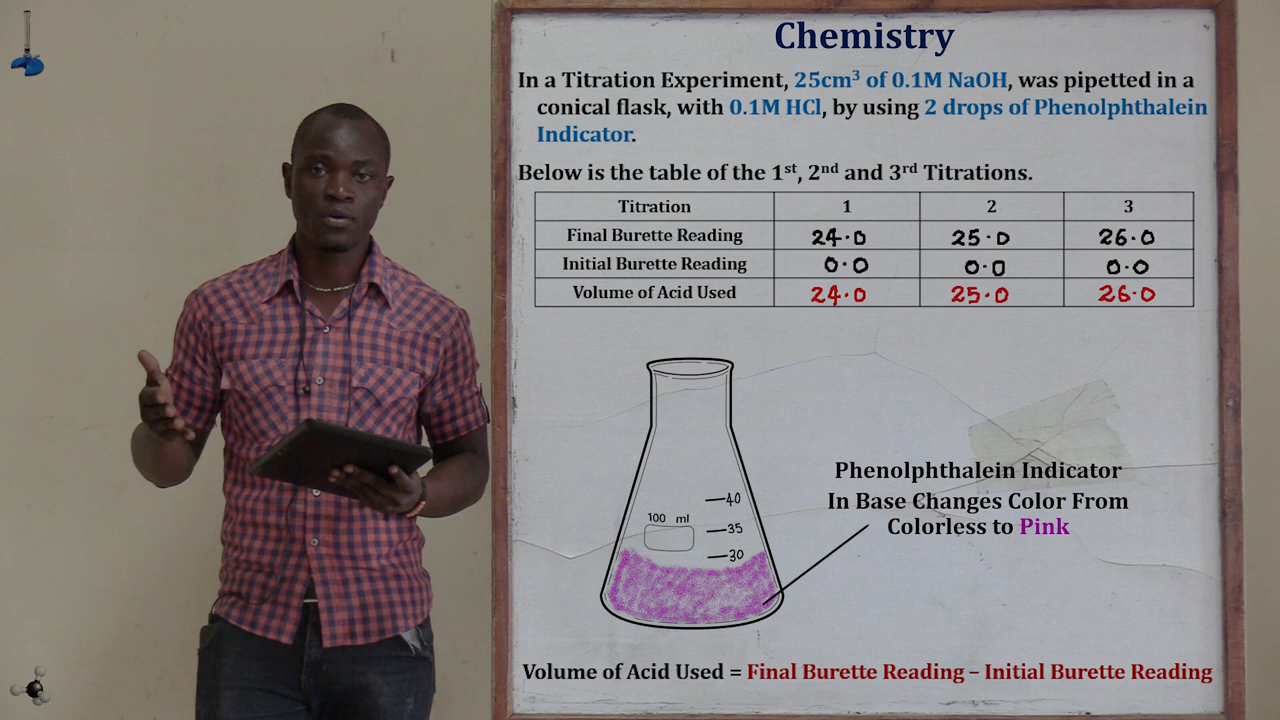 Chemistry
In a Titration Experiment, 25cm³ of 0.1M NaOH, was pipetted in a
conical flask, with 0.1M HCl, by using 2 drops of Phenolphthalein
Indicator.
Below is the table of the 1st, 2nd and 3rd Titrations.
Titration 1 2 3
Final Burette Reading 24.0 25.0 26.0
Initial Burette Reading 0.0 0.0 0.0
Volume of Acid Used 24.0 25.0 26.0
40
100 ml
35
30
Phenolphthalein Indicator
In Base Changes Color From
Colorless to Pink
Volume of Acid Used = Final Burette Reading – Initial Burette Reading